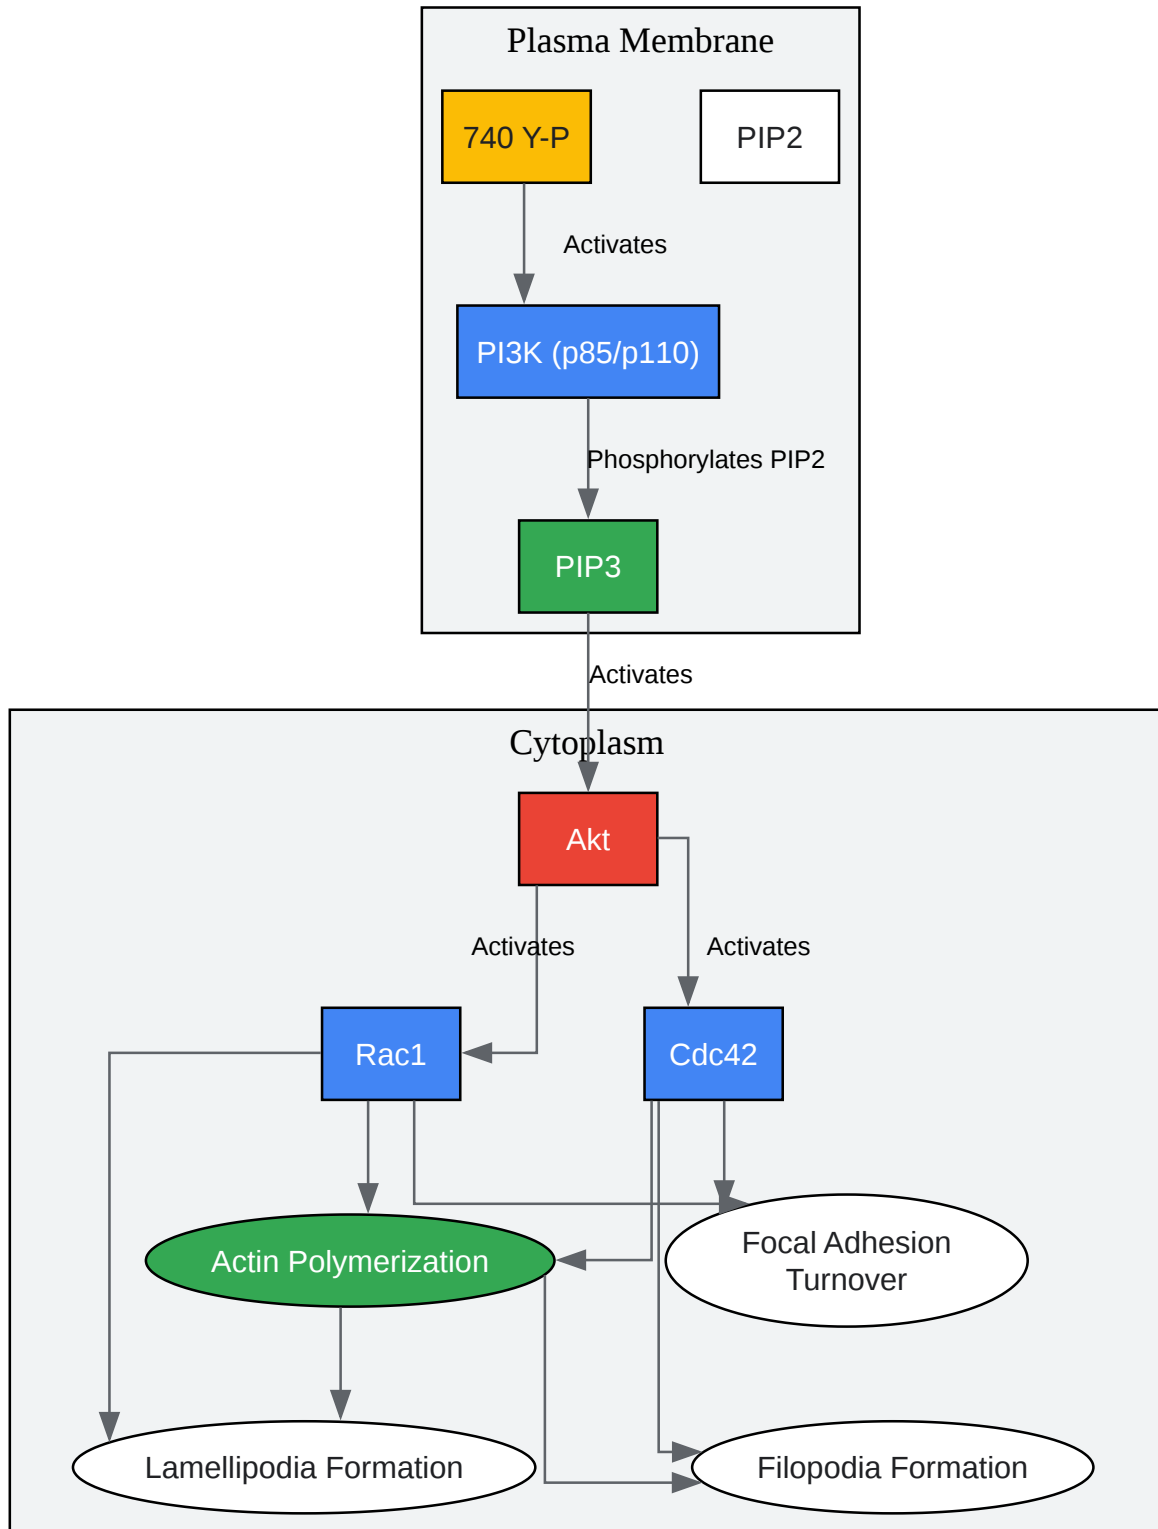 Plasma Membrane
740 Y-P
PIP2
Activates
PI3K (p85/p110)
Phosphorylates PIP2
PIP3
Activates
Cytoplasm
Akt
Activates
Activates
Rac1
Cdc42
Actin Polymerization
Focal Adhesion
Turnover
Lamellipodia Formation
Filopodia Formation